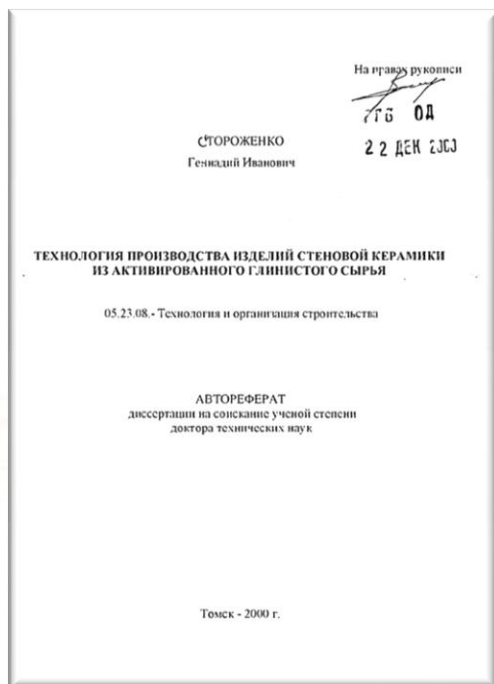 На правах рукописи
РГБ ОД
22 ДЕК 2000
СТОРОЖЕНКО
Геннадий Иванович
ТЕХНОЛОГИЯ ПРОИЗВОДСТВА ИЗДЕЛИЙ СТЕНОВОЙ КЕРАМИКИ
ИЗ АКТИВИРОВАННОГО ГЛИНИСТОГО СЫРЬЯ
05.23.08.- Технология и организация строительства
АВТОРЕФЕРАТ
диссертации на соискание ученой степени
доктора технических наук
Томск - 2000 г.